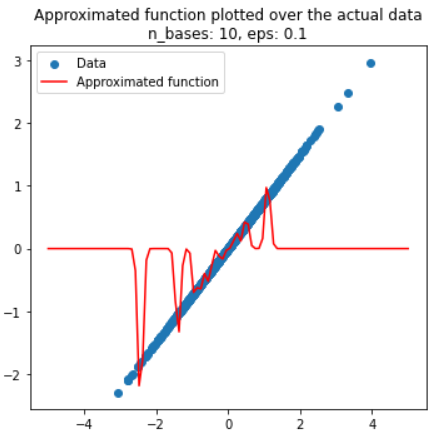 Approximated function plotted over the actual data
n_bases: 10, eps: 0.1
Data
Approximated function
3
2
1
0
−1
−2
−4
−2
0
2
4